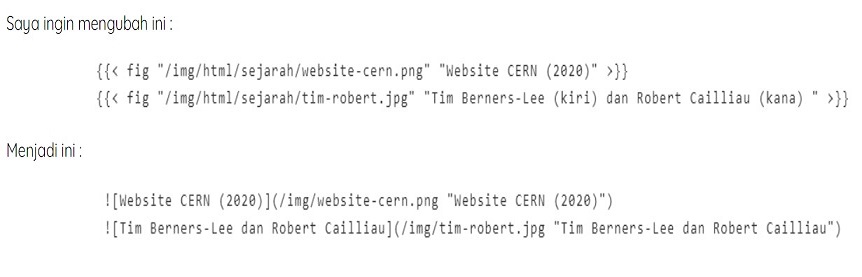 Saya ingin mengubah ini :
{{< fig "/img/html/sejarah/website-cern.png" "Website CERN (2020)" >}}
{{< fig "/img/html/sejarah/tim-robert.jpg" "Tim Berners-Lee (kiri) dan Robert Cailliau (kana) " >}}
Menjadi ini :
![Website CERN (2020)](/img/website-cern.png "Website CERN (2020)")
![Tim Berners-Lee dan Robert Cailliau](/img/tim-robert.jpg "Tim Berners-Lee dan Robert Cailliau")